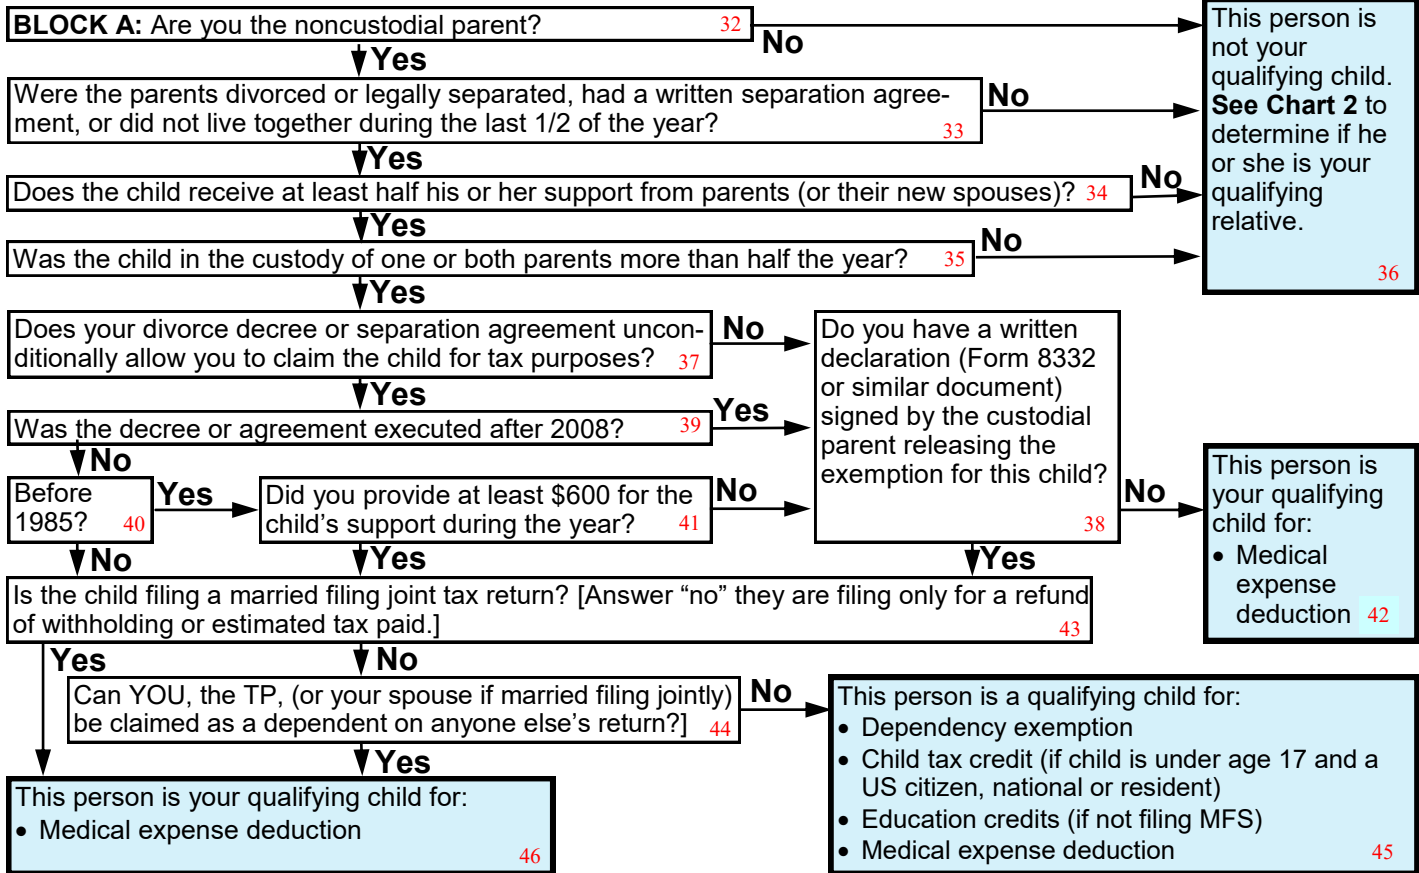 BLOCK A: Are you the noncustodial parent? 32
No
Yes
This person is
not your
qualifying child.
See Chart 2 to
determine if he
or she is your
qualifying
relative.
36
Were the parents divorced or legally separated, had a written separation agree-
ment, or did not live together during the last 1/2 of the year?
33
No
Yes
Does the child receive at least half his or her support from parents (or their new spouses)? 34
No
Yes
Was the child in the custody of one or both parents more than half the year? 35
No
Yes
Does your divorce decree or separation agreement uncon-
ditionally allow you to claim the child for tax purposes? 37
No
Yes
Do you have a written
declaration (Form 8332
or similar document)
signed by the custodial
parent releasing the
exemption for this child?
38
No
Yes
Was the decree or agreement executed after 2008? 39
Yes
No
Before
1985? 40
Yes
No
Did you provide at least $600 for the
child's support during the year? 41
No
Yes
This person is
your qualifying
child for:
• Medical
expense
deduction 42
Is the child filing a married filing joint tax return? [Answer “no” they are filing only for a refund
of withholding or estimated tax paid.]
43
Yes
No
Can YOU, the TP, (or your spouse if married filing jointly)
be claimed as a dependent on anyone else's return?] 44
No
Yes
This person is a qualifying child for:
• Dependency exemption
• Child tax credit (if child is under age 17 and a
US citizen, national or resident)
• Education credits (if not filing MFS)
• Medical expense deduction 45
This person is your qualifying child for:
• Medical expense deduction
46